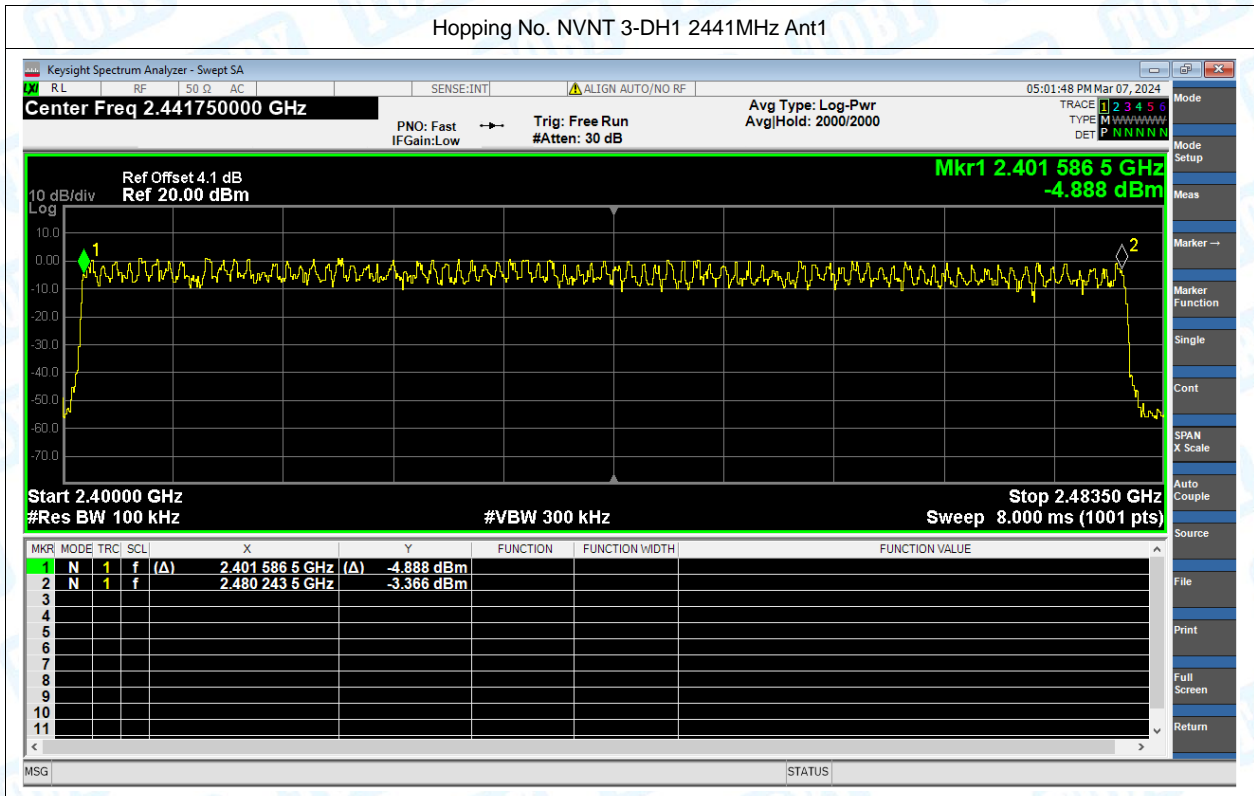 Hopping No. NVNT 3-DH1 2441MHz Ant1
Keysight Spectrum Analyzer - Swept SA
LXI RL RF 50 Ω AC SENSE:INT ALIGN AUTO/NO RF 05:01:48 PM Mar 07, 2024
Center Freq 2.441750000 GHz
PNO: Fast
IFGain:Low
Trig: Free Run
#Atten: 30 dB
Avg Type: Log-Pwr
Avg|Hold: 2000/2000
TRACE 1 2 3 4 5 6
TYPE M WWWWW
DET P N N N N N
Mkr1 2.401 586 5 GHz
-4.888 dBm
Ref Offset 4.1 dB
10 dB/div Ref 20.00 dBm
Log
10.0
0.00
-10.0
-20.0
-30.0
-40.0
-50.0
-60.0
-70.0
1
2
Start 2.40000 GHz Stop 2.48350 GHz
#Res BW 100 kHz #VBW 300 kHz Sweep 8.000 ms (1001 pts)
MKR MODE TRC SCL X Y FUNCTION FUNCTION WIDTH FUNCTION VALUE
1 N 1 f (Δ) 2.401 586 5 GHz (Δ) -4.888 dBm
2 N 1 f 2.480 243 5 GHz -3.366 dBm
3
4
5
6
7
8
9
10
11
MSG STATUS
Mode
Mode
Setup
Meas
Marker →
Marker
Function
Single
Cont
SPAN
X Scale
Auto
Couple
Source
File
Print
Full
Screen
Return
TOBY